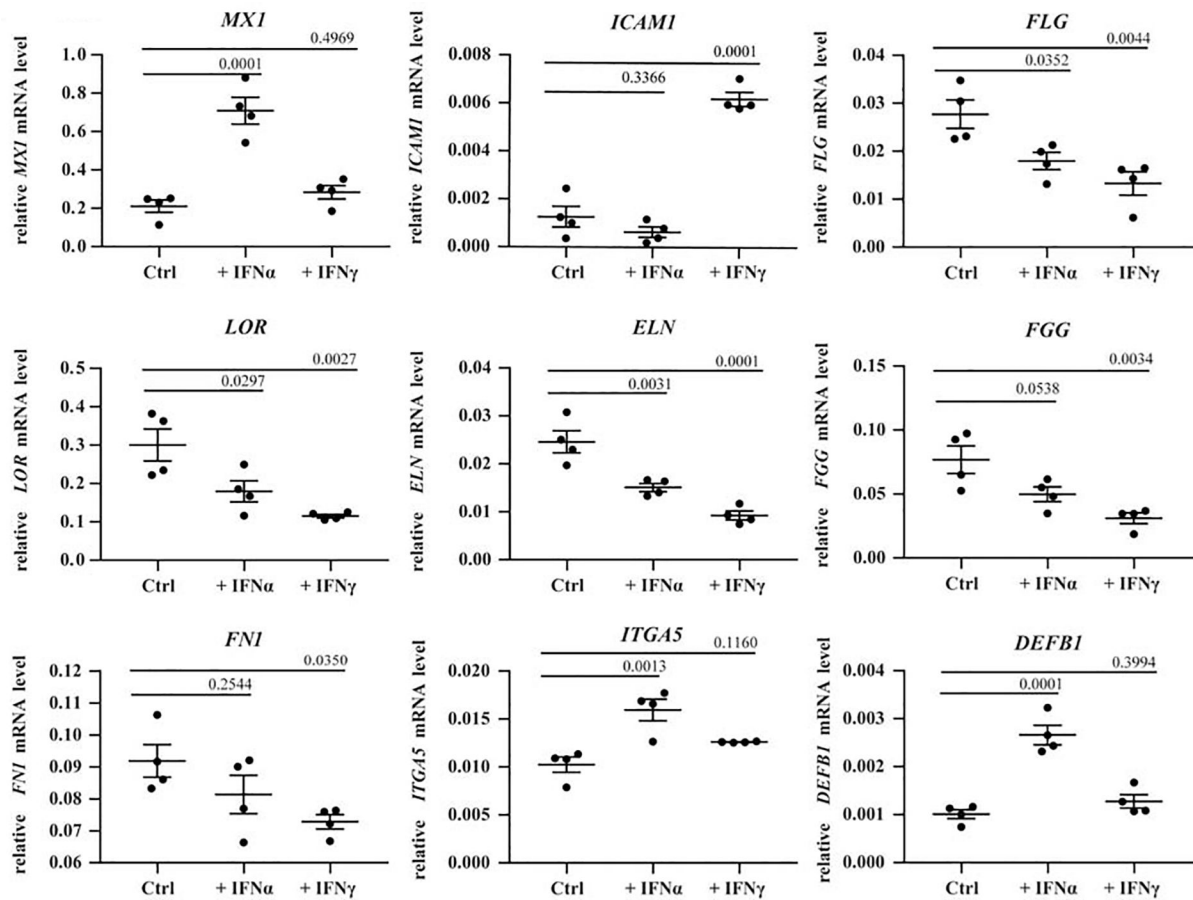 MX1
relative MX1 mRNA level
1.0
0.8
0.6
0.4
0.2
0.0
0.4969
0.0001
Ctrl
+ IFNα
+ IFNγ
ICAM1
relative ICAM1 mRNA level
0.008
0.006
0.004
0.002
0.000
0.0001
0.3366
Ctrl
+ IFNα
+ IFNγ
FLG
relative FLG mRNA level
0.04
0.03
0.02
0.01
0.00
0.0044
0.0352
Ctrl
+ IFNα
+ IFNγ
LOR
relative LOR mRNA level
0.5
0.4
0.3
0.2
0.1
0.0
0.0027
0.0297
Ctrl
+ IFNα
+ IFNγ
ELN
relative ELN mRNA level
0.04
0.03
0.02
0.01
0.00
0.0001
0.0031
Ctrl
+ IFNα
+ IFNγ
FGG
relative FGG mRNA level
0.15
0.10
0.05
0.00
0.0034
0.0538
Ctrl
+ IFNα
+ IFNγ
FN1
relative FN1 mRNA level
0.12
0.11
0.10
0.09
0.08
0.07
0.06
0.0350
0.2544
Ctrl
+ IFNα
+ IFNγ
ITGA5
relative ITGA5 mRNA level
0.020
0.015
0.010
0.005
0.000
0.1160
0.0013
Ctrl
+ IFNα
+ IFNγ
DEFB1
relative DEFB1 mRNA level
0.004
0.003
0.002
0.001
0.000
0.3994
0.0001
Ctrl
+ IFNα
+ IFNγ